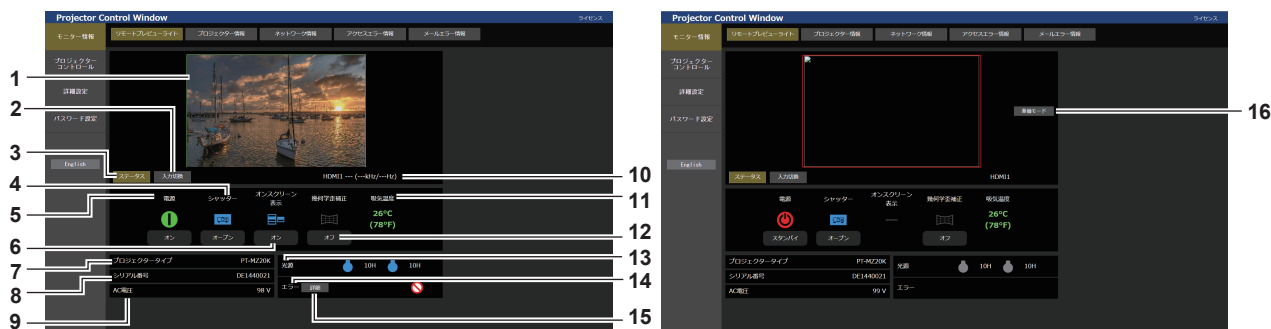 Projector Control Window
ライセンス
モニター情報
リモートプレビューライト
プロジェクター情報
ネットワーク情報
アクセスエラー情報
メールエラー情報
プロジェクター
コントロール
詳細設定
パスワード設定
English
ステータス
入力切換
HDMI1 --- (---kHz/---Hz)
電源
シャッター
オンスクリーン
表示
幾何学歪補正
吸気温度
26°C
(78°F)
オン
オープン
オン
オフ
プロジェクタータイプ
PT-MZ20K
シリアル番号
DE1440021
AC電圧
98 V
光源
10H
10H
エラー
詳細
1
2
3
4
5
6
7
8
9
10
11
12
13
14
15
Projector Control Window
ライセンス
モニター情報
リモートプレビューライト
プロジェクター情報
ネットワーク情報
アクセスエラー情報
メールエラー情報
プロジェクター
コントロール
詳細設定
パスワード設定
English
準備モード
ステータス
入力切換
HDMI1
電源
シャッター
オンスクリーン
表示
幾何学歪補正
吸気温度
26°C
(78°F)
スタンバイ
オープン
オフ
プロジェクタータイプ
PT-MZ20K
シリアル番号
DE1440021
AC電圧
99 V
光源
10H
10H
エラー
16